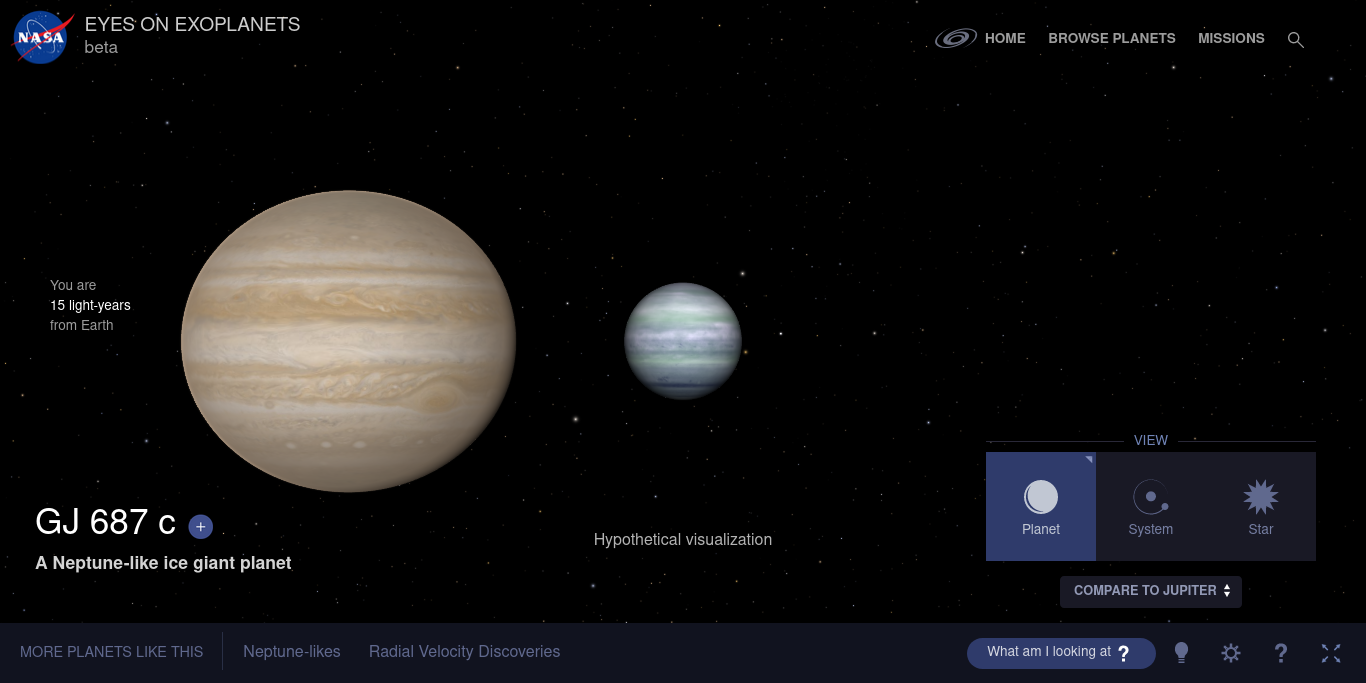 NASA
EYES ON EXOPLANETS
beta
HOME
BROWSE PLANETS
MISSIONS
You are
15 light-years
from Earth
GJ 687 c +
A Neptune-like ice giant planet
Hypothetical visualization
VIEW
Planet
System
Star
COMPARE TO JUPITER
MORE PLANETS LIKE THIS
Neptune-likes
Radial Velocity Discoveries
What am I looking at ?
?